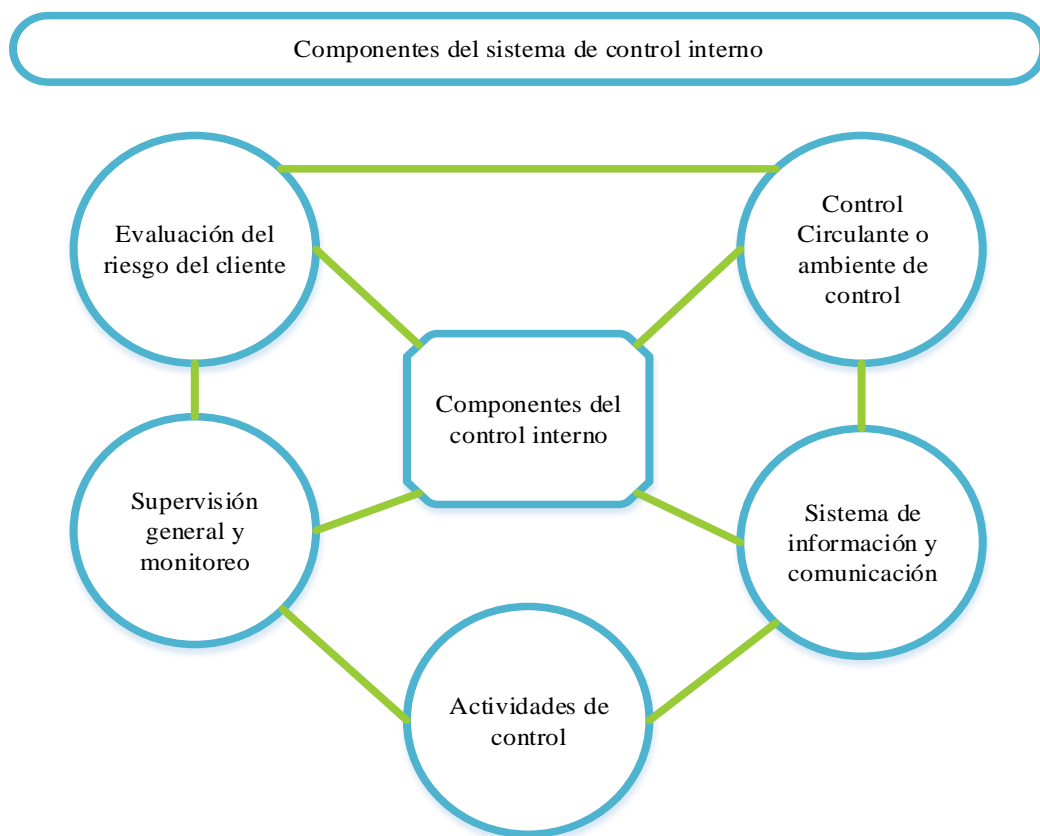 Componentes del sistema de control interno
Evaluación del
riesgo del cliente
Control
Circulante o
ambiente de
control
Componentes del
control interno
Supervisión
general y
monitoreo
Sistema de
información y
comunicación
Actividades de
control